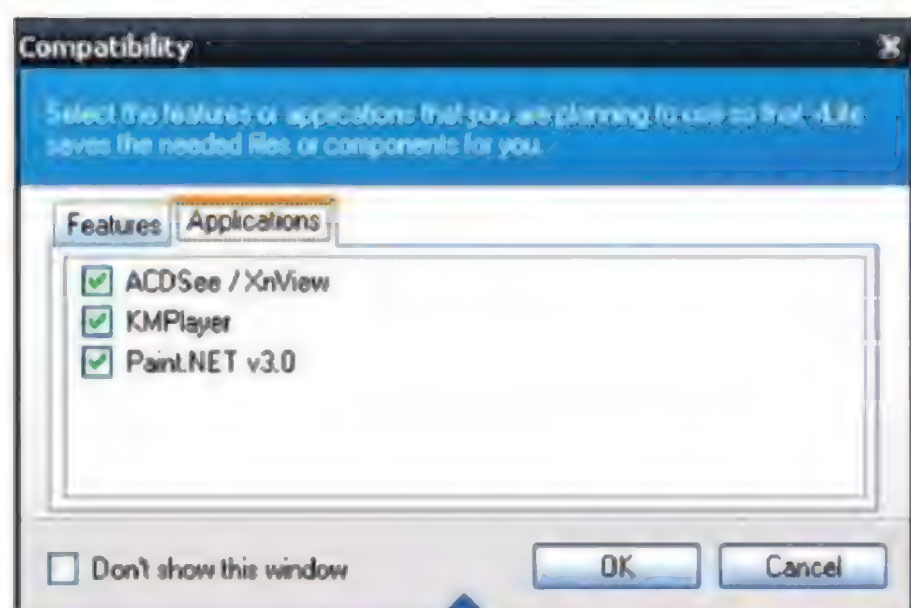 Compatibility
Select the features or applications that you are planning to use so that
saves the needed files or components for you.
Features
Applications
ACDSee / XnView
KMPlayer
Paint.NET v3.0
Don't show this window
OK
Cancel